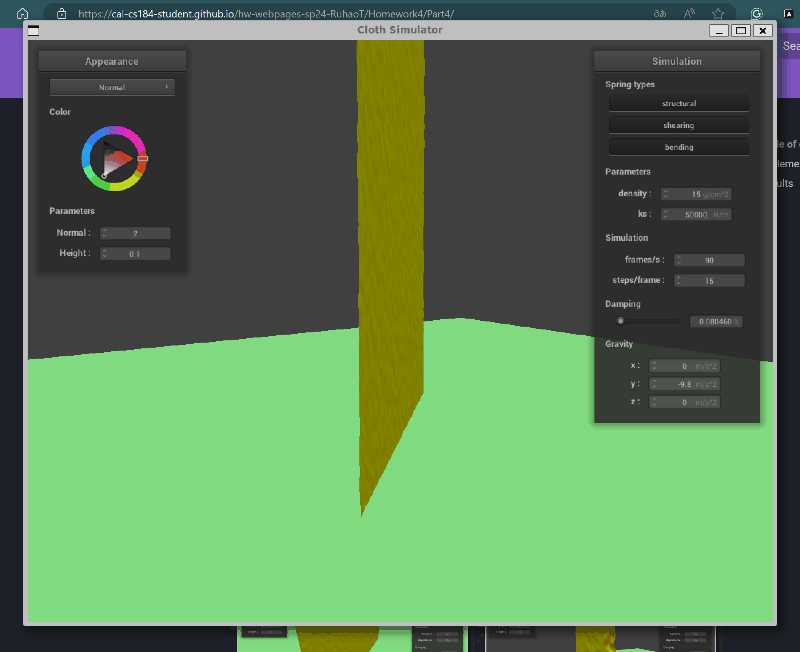 https://cal-cs184-student.github.io/hw-webpages-sp24-RuhaoT/Homework4/Part4/
Cloth Simulator
Sea
Appearance
Normal
Color
Parameters
Normal : 2
Height : 0.1
Simulation
Spring types
structural
shearing
bending
Parameters
density : 15 g/cm^2
ks : 50000 N/m
Simulation
frames/s : 90
steps/frame : 15
Damping
0.080460 %
Gravity
x : 0 m/s^2
y : -9.8 m/s^2
z : 0 m/s^2
le of
ults